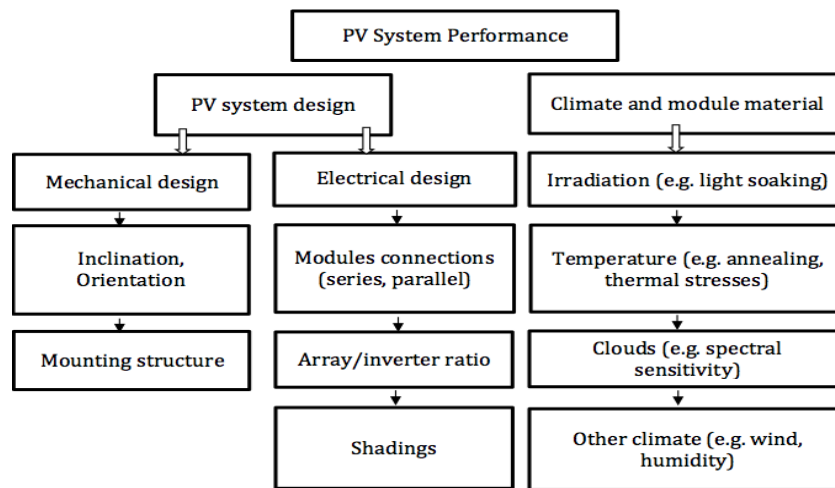 PV System Performance
PV system design
Climate and module material
Mechanical design
Electrical design
Irradiation (e.g. light soaking)
Inclination,
Orientation
Modules connections
(series, parallel)
Temperature (e.g. annealing,
thermal stresses)
Mounting structure
Array/inverter ratio
Clouds (e.g. spectral
sensitivity)
Shadings
Other climate (e.g. wind,
humidity)